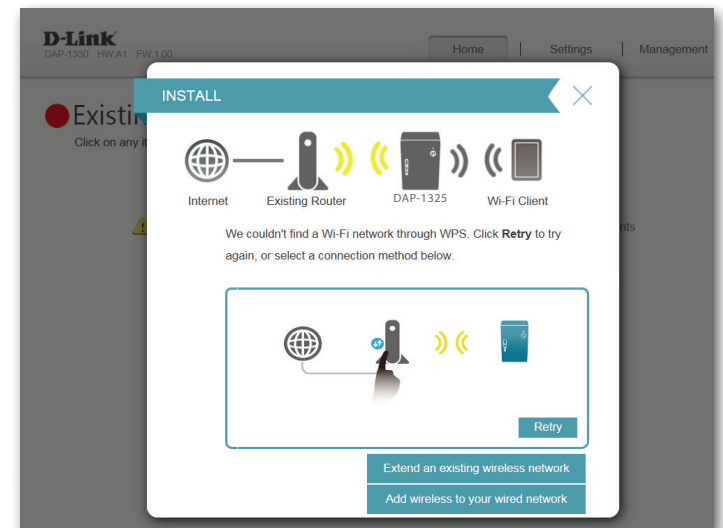 D-Link
DAP-1330 HW:A1 FW:1.00
Home | Settings | Management
INSTALL
Existin
Click on any it
Internet
Existing Router
DAP-1325
Wi-Fi Client
nts
We couldn't find a Wi-Fi network through WPS. Click Retry to try
again, or select a connection method below.
Retry
Extend an existing wireless network
Add wireless to your wired network